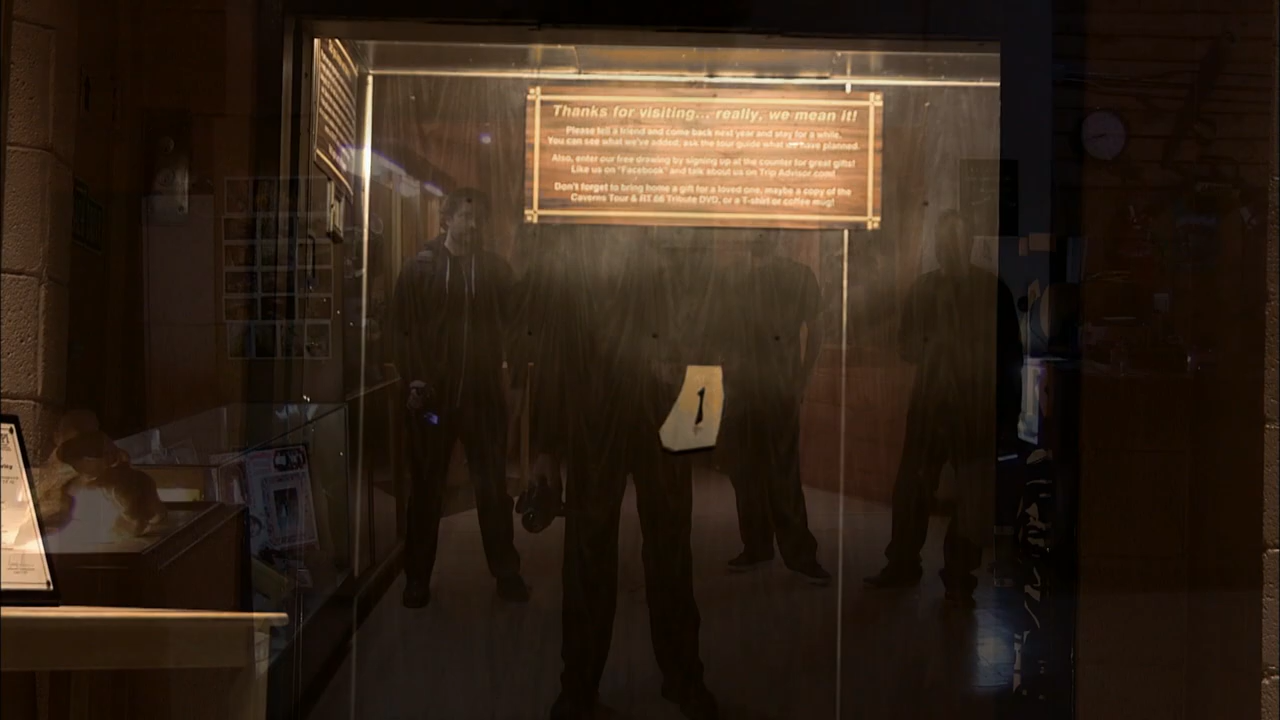 Thanks for visiting... really, we mean it!
Please tell a friend and come back next year and stay for a while.
You can see what we've added, ask the tour guide what we have planned.
Also, enter our free drawing by signing up at the counter for great gifts!
Like us on "Facebook" and talk about us on Trip Advisor.com!
Don't forget to bring home a gift for a loved one, maybe a copy of the
Caverns Tour & RT 66 Tribute DVD, or a T-shirt or coffee mug!
1